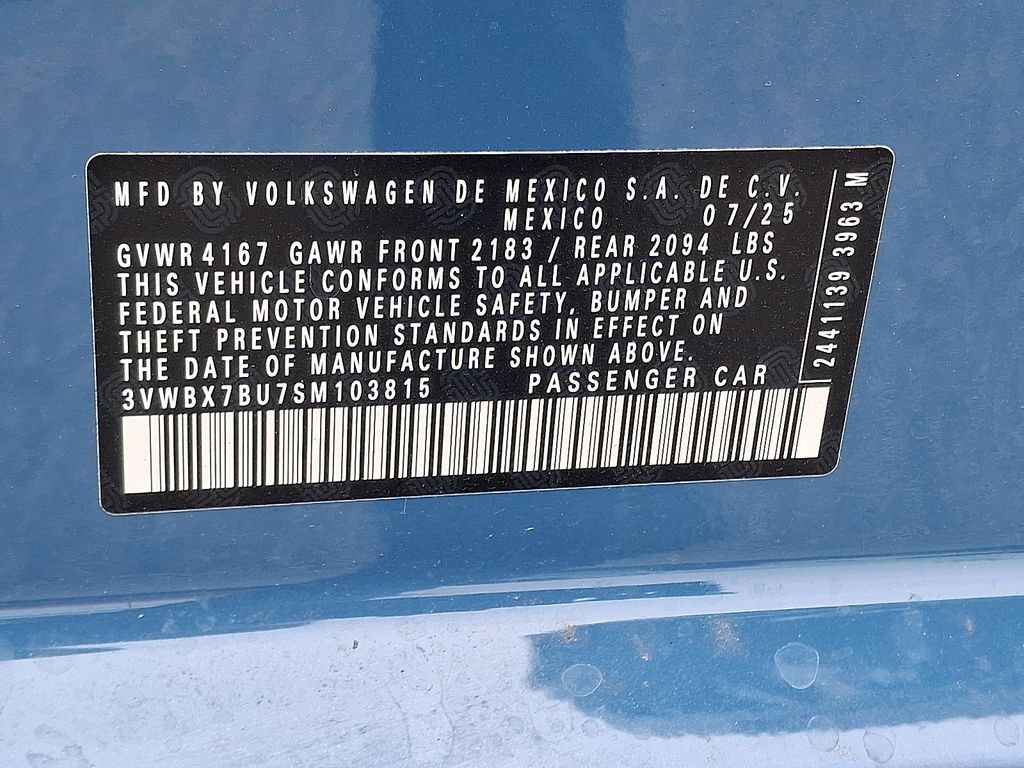 MFD BY VOLKSWAGEN DE MEXICO S.A. DE C.V.
MEXICO 07/25
GVWR 4167 GAWR FRONT 2183 / REAR 2094 LBS
THIS VEHICLE CONFORMS TO ALL APPLICABLE U.S.
FEDERAL MOTOR VEHICLE SAFETY, BUMPER AND
THEFT PREVENTION STANDARDS IN EFFECT ON
THE DATE OF MANUFACTURE SHOWN ABOVE.
3VWBX7BU7SM103815 PASSENGER CAR
2441139 3963 M